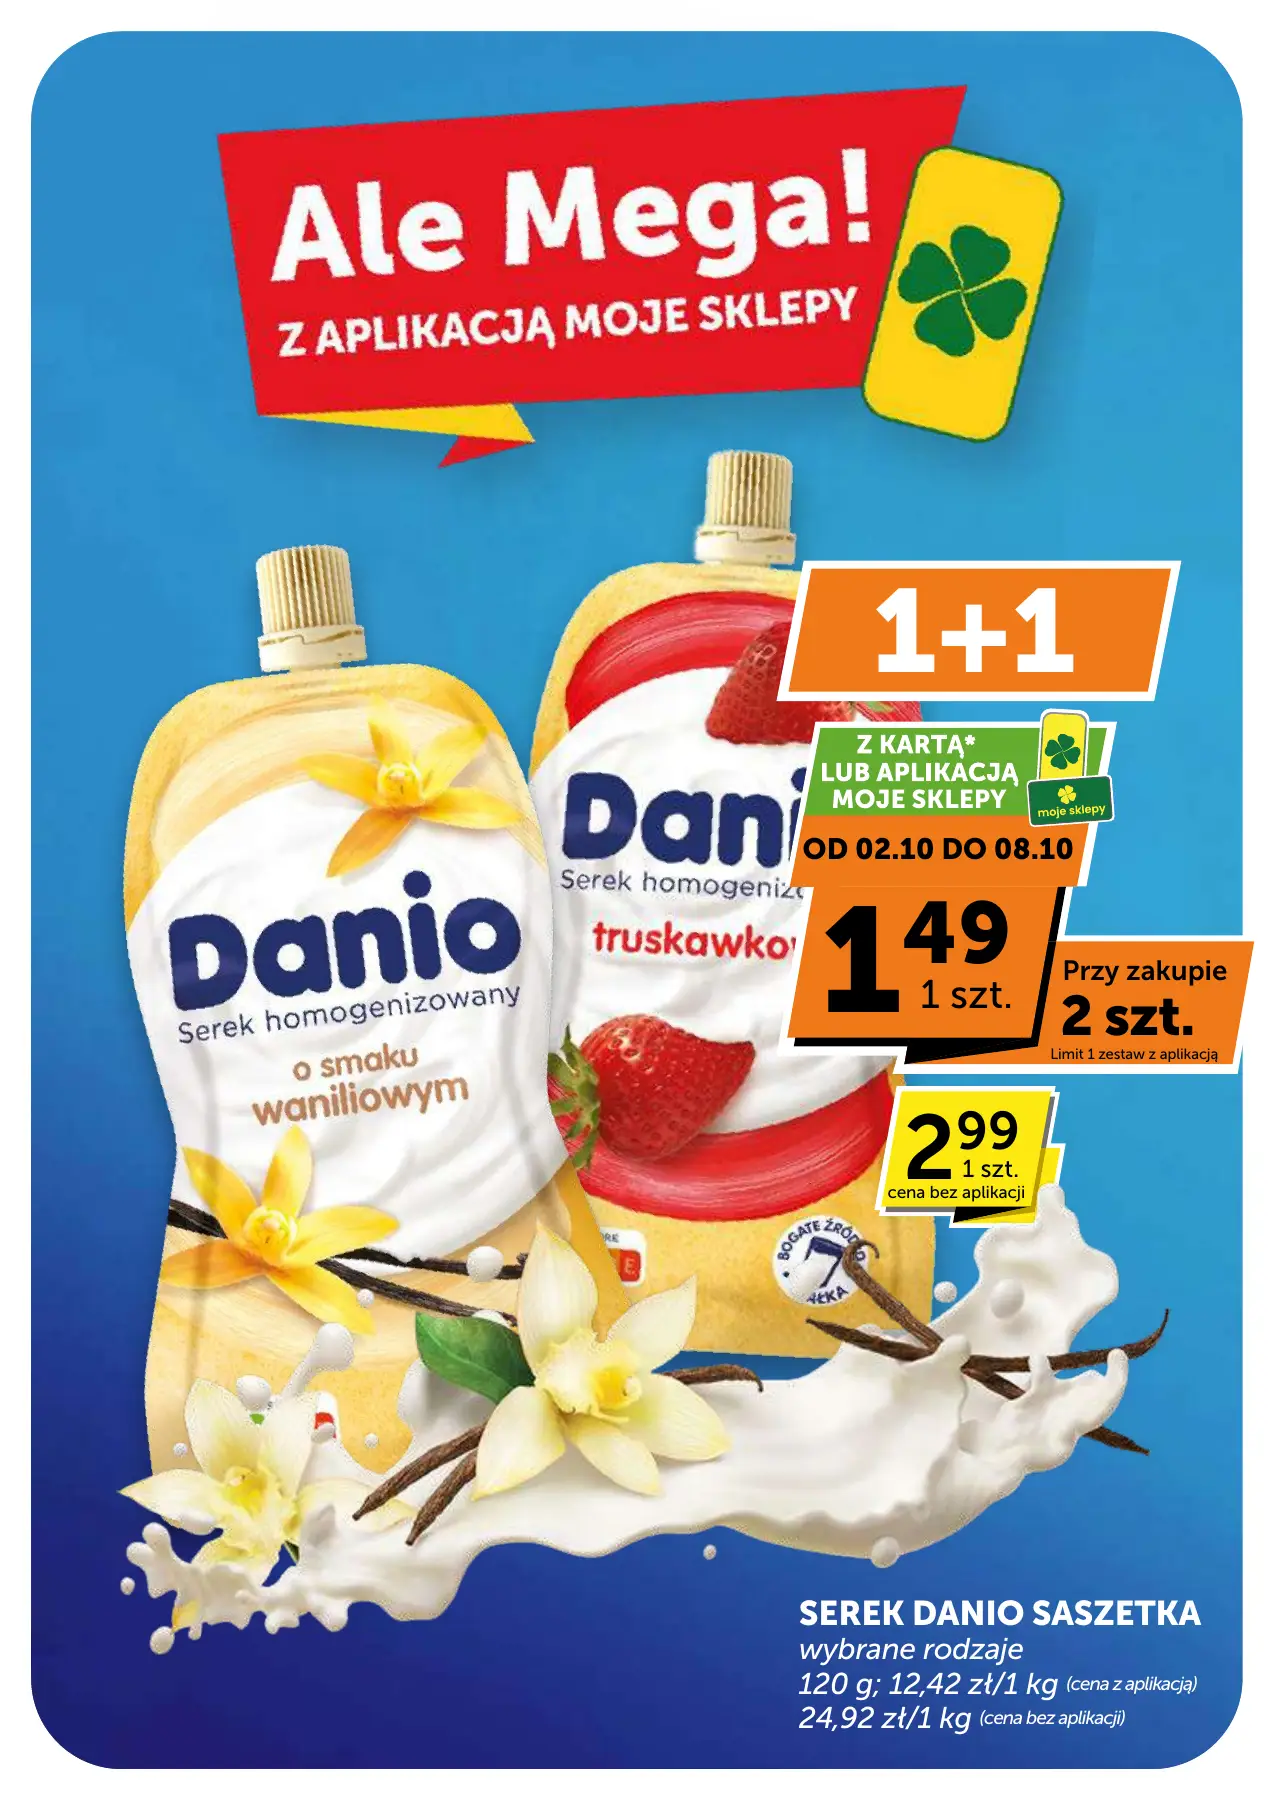 Ale Mega!
Z APLIKACJĄ MOJE SKLEPY
1+1
Z KARTĄ*
LUB APLIKACJĄ
MOJE SKLEPY
moje sklepy
OD 02.10 DO 08.10
1 49
1 szt.
Przy zakupie
2 szt.
Limit 1 zestaw z aplikacją
2 99
1 szt.
cena bez aplikacji
Danio
Serek homogenizowany
o smaku
waniliowym
Dani
Serek homogeniz
truskawko
BOGATE ŹRÓDŁO
E
SEREK DANIO SASZETKA
wybrane rodzaje
120 g; 12,42 zł/1 kg (cena z aplikacją)
24,92 zł/1 kg (cena bez aplikacji)